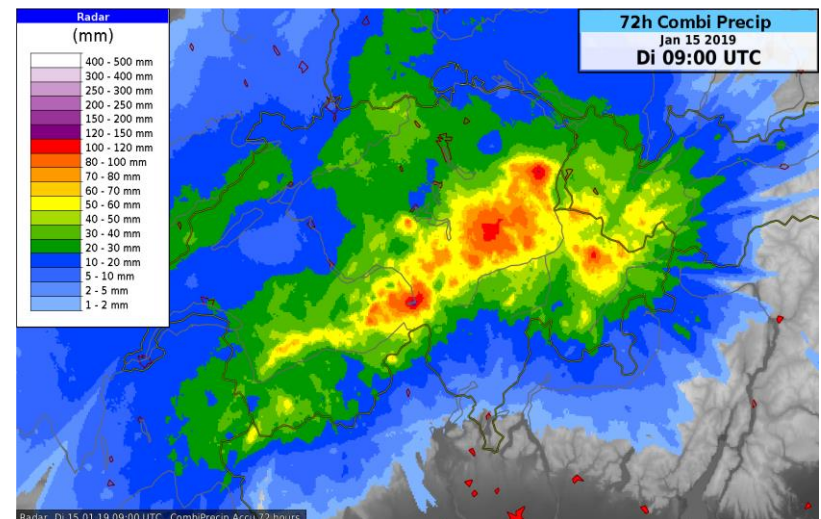 Radar
(mm)
400 - 500 mm
300 - 400 mm
250 - 300 mm
200 - 250 mm
150 - 200 mm
120 - 150 mm
100 - 120 mm
80 - 100 mm
70 - 80 mm
60 - 70 mm
50 - 60 mm
40 - 50 mm
30 - 40 mm
20 - 30 mm
10 - 20 mm
5 - 10 mm
2 - 5 mm
1 - 2 mm
72h Combi Precip
Jan 15 2019
Di 09:00 UTC
Radar Di 15.01.19 09:00 UTC CombiPrecip Accu 72 hours